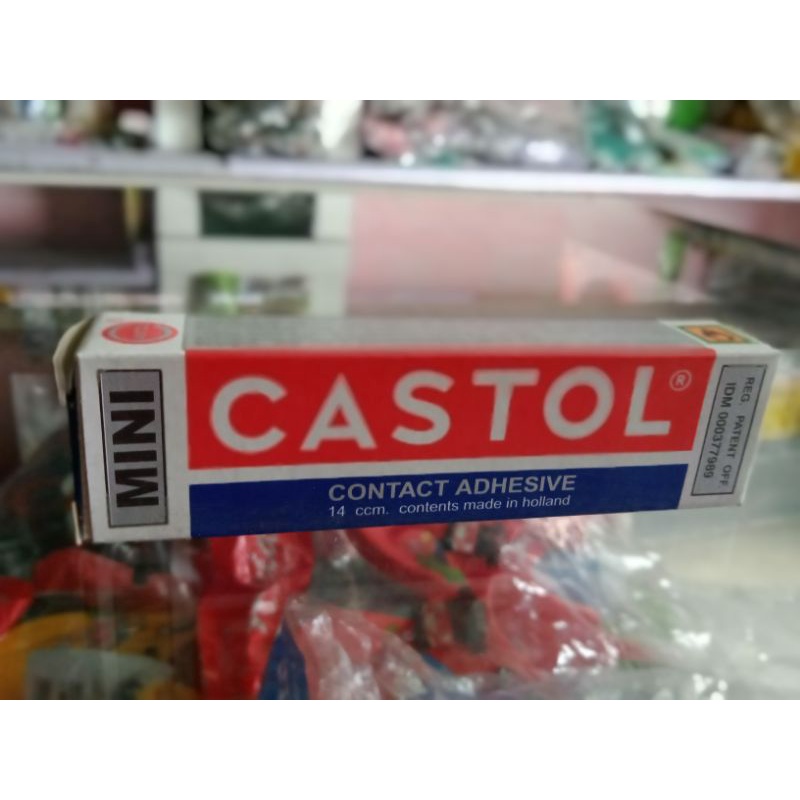 MINI
CASTOL®
CONTACT ADHESIVE
14 ccm. contents made in holland
REG. PATENT OFF.
IDM 000377989